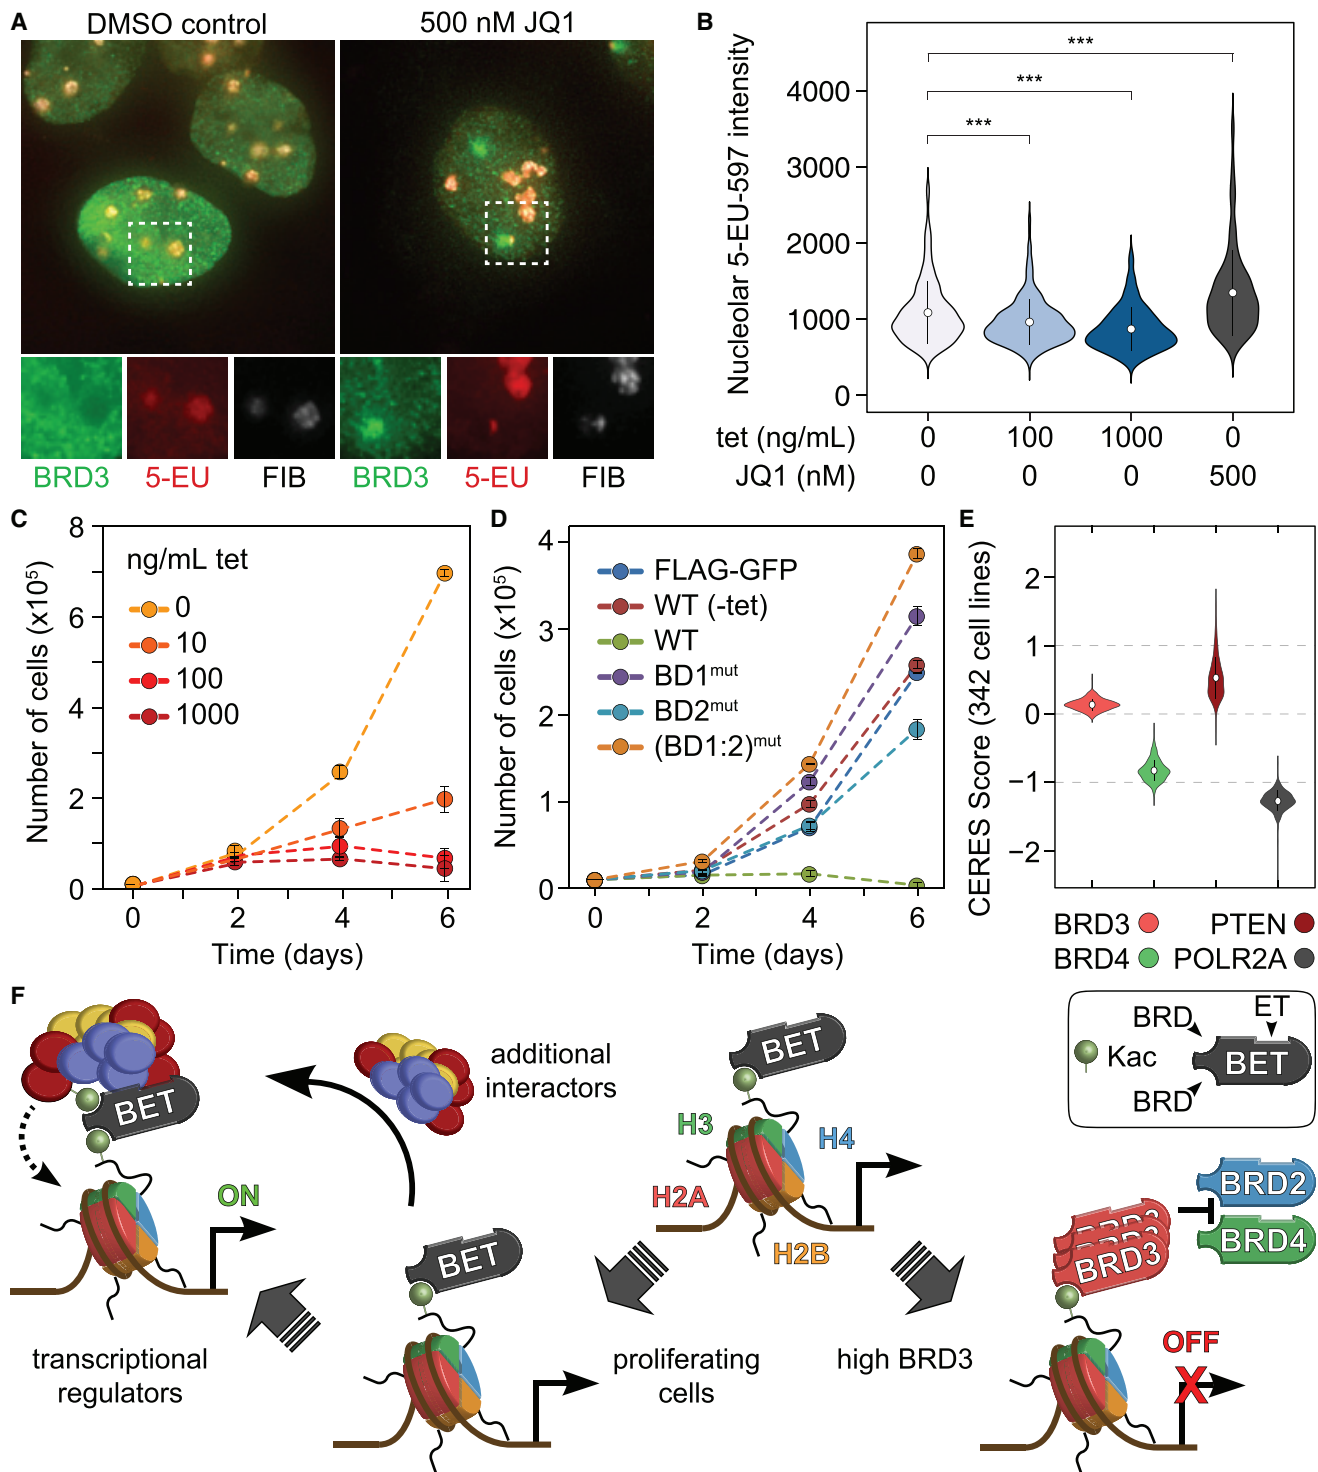 A
DMSO control
500 nM JQ1
BRD3
5-EU
FIB
BRD3
5-EU
FIB
B
Nucleolar 5-EU-597 intensity
4000
3000
2000
1000
0
***
***
***
tet (ng/mL)
0
100
1000
0
JQ1 (nM)
0
0
0
500
C
Number of cells (x10⁵)
8
6
4
2
0
ng/mL tet
0
10
100
1000
0
2
4
6
Time (days)
D
Number of cells (x10⁵)
4
3
2
1
0
FLAG-GFP
WT (-tet)
WT
BD1ᵐᵘᵗ
BD2ᵐᵘᵗ
(BD1:2)ᵐᵘᵗ
0
2
4
6
Time (days)
E
CERES Score (342 cell lines)
2
1
0
−1
−2
BRD3
PTEN
BRD4
POLR2A
F
BET
ON
transcriptional
regulators
additional
interactors
BET
BET
H3
H4
H2A
H2B
proliferating
cells
high BRD3
BRD
ET
Kac
BET
BRD
BRD3
BRD3
BRD3
BRD2
BRD4
OFF
X